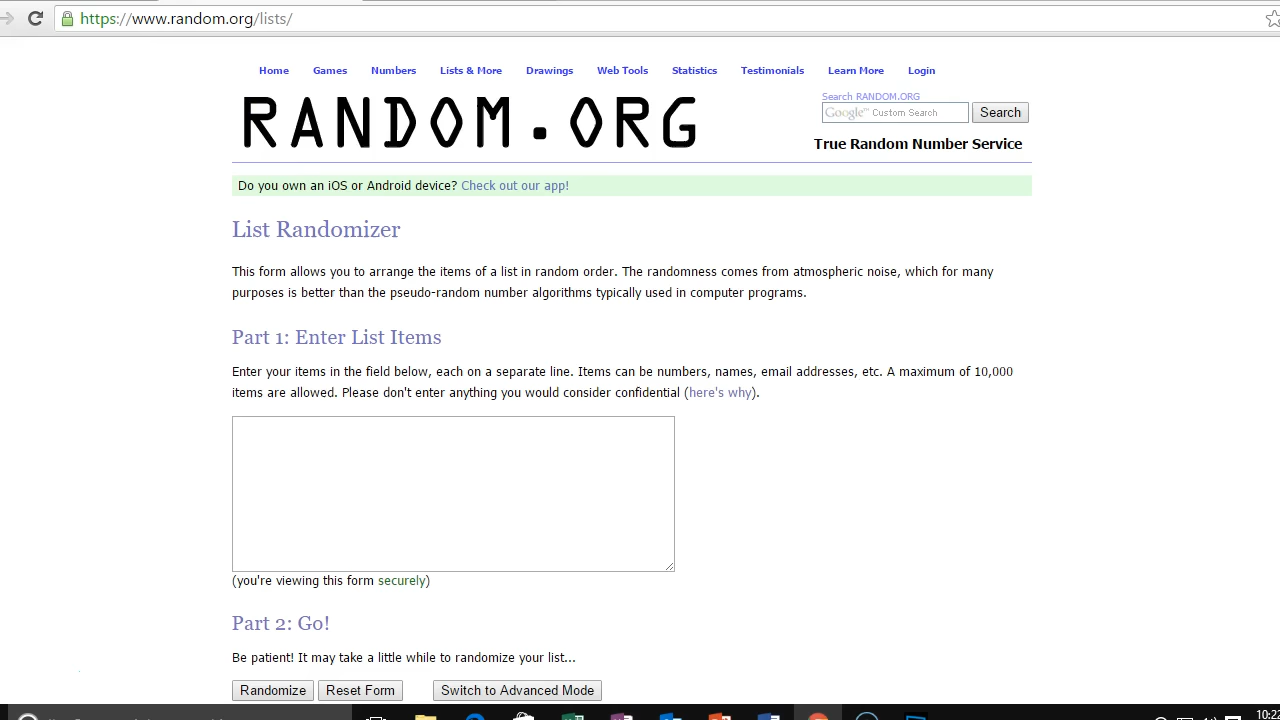 https://www.random.org/lists/
Home Games Numbers Lists & More Drawings Web Tools Statistics Testimonials Learn More Login
RANDOM.ORG
Search RANDOM.ORG
Google™ Custom Search Search
True Random Number Service
Do you own an iOS or Android device? Check out our app!
List Randomizer
This form allows you to arrange the items of a list in random order. The randomness comes from atmospheric noise, which for many
purposes is better than the pseudo-random number algorithms typically used in computer programs.
Part 1: Enter List Items
Enter your items in the field below, each on a separate line. Items can be numbers, names, email addresses, etc. A maximum of 10,000
items are allowed. Please don't enter anything you would consider confidential (here's why).
(you're viewing this form securely)
Part 2: Go!
Be patient! It may take a little while to randomize your list...
Randomize Reset Form Switch to Advanced Mode